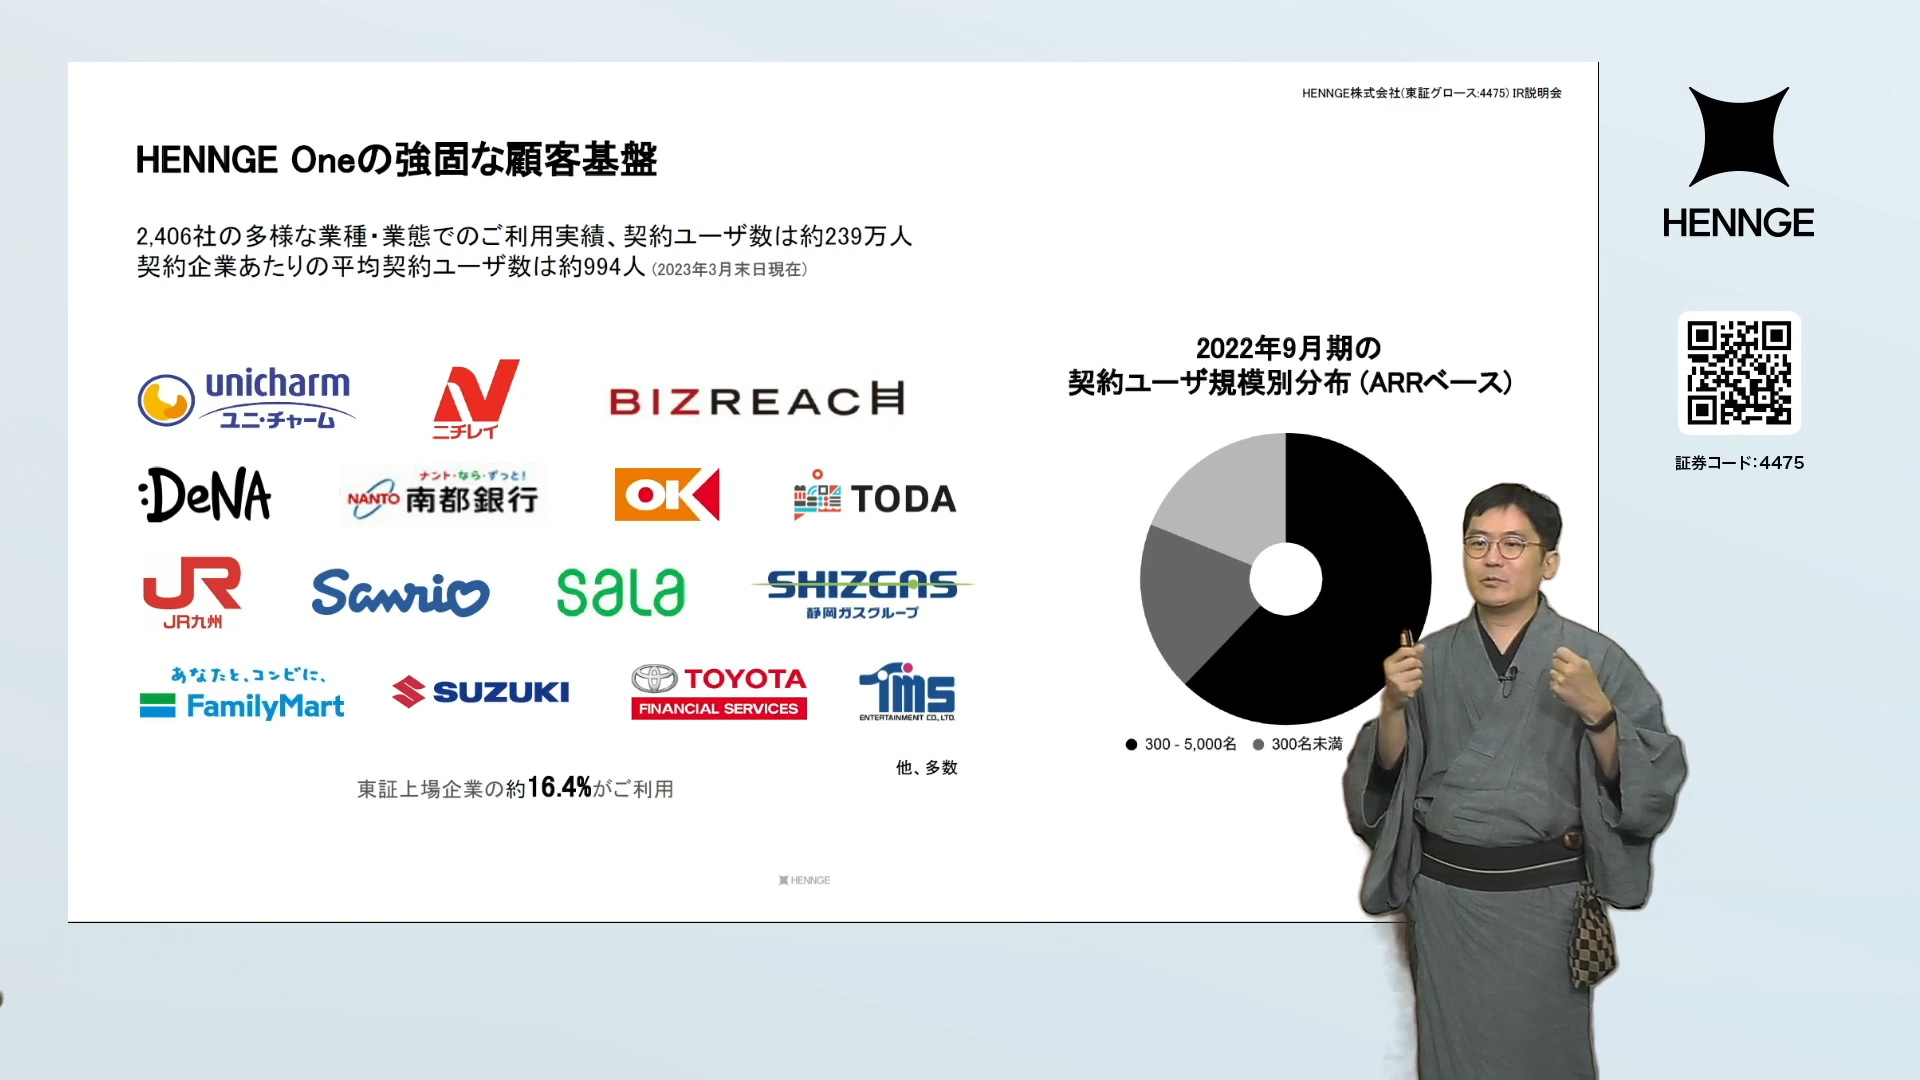 HENNGE株式会社(東証グロース:4475) IR説明会
HENNGE Oneの強固な顧客基盤
2,406社の多様な業種・業態でのご利用実績、契約ユーザ数は約239万人
契約企業あたりの平均契約ユーザ数は約994人 (2023年3月末日現在)
unicharm
ユニ・チャーム
ニチレイ
BIZREACH
:DeNA
ナント・なら・ずっと!
NANTO 南都銀行
OK
TODA
JR
JR九州
Sanrio
sala
SHIZGAS
静岡ガスグループ
あなたと、コンビに、
FamilyMart
SUZUKI
TOYOTA
FINANCIAL SERVICES
TMS
ENTERTAINMENT CO., LTD.
他、多数
東証上場企業の約16.4%がご利用
2022年9月期の
契約ユーザ規模別分布 (ARRベース)
300 - 5,000名 300名未満
HENNGE
HENNGE
証券コード:4475